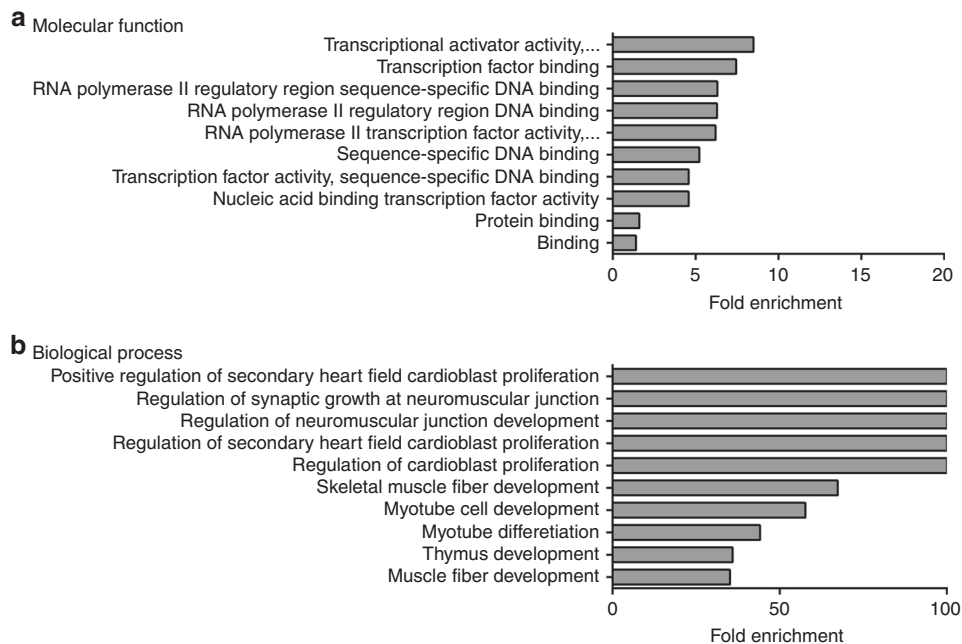 a Molecular function
Transcriptional activator activity,...
Transcription factor binding
RNA polymerase II regulatory region sequence-specific DNA binding
RNA polymerase II regulatory region DNA binding
RNA polymerase II transcription factor activity,...
Sequence-specific DNA binding
Transcription factor activity, sequence-specific DNA binding
Nucleic acid binding transcription factor activity
Protein binding
Binding
0 5 10 15 20
Fold enrichment
b Biological process
Positive regulation of secondary heart field cardioblast proliferation
Regulation of synaptic growth at neuromuscular junction
Regulation of neuromuscular junction development
Regulation of secondary heart field cardioblast proliferation
Regulation of cardioblast proliferation
Skeletal muscle fiber development
Myotube cell development
Myotube differetiation
Thymus development
Muscle fiber development
0 50 100
Fold enrichment